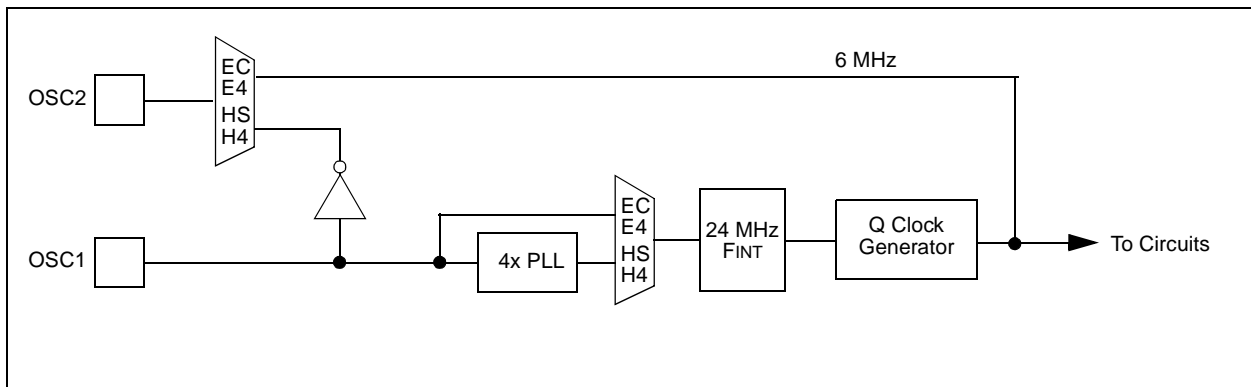 6 MHz
OSC2
EC
E4
HS
H4
OSC1
4x PLL
EC
E4
HS
H4
24 MHz
FINT
Q Clock
Generator
To Circuits